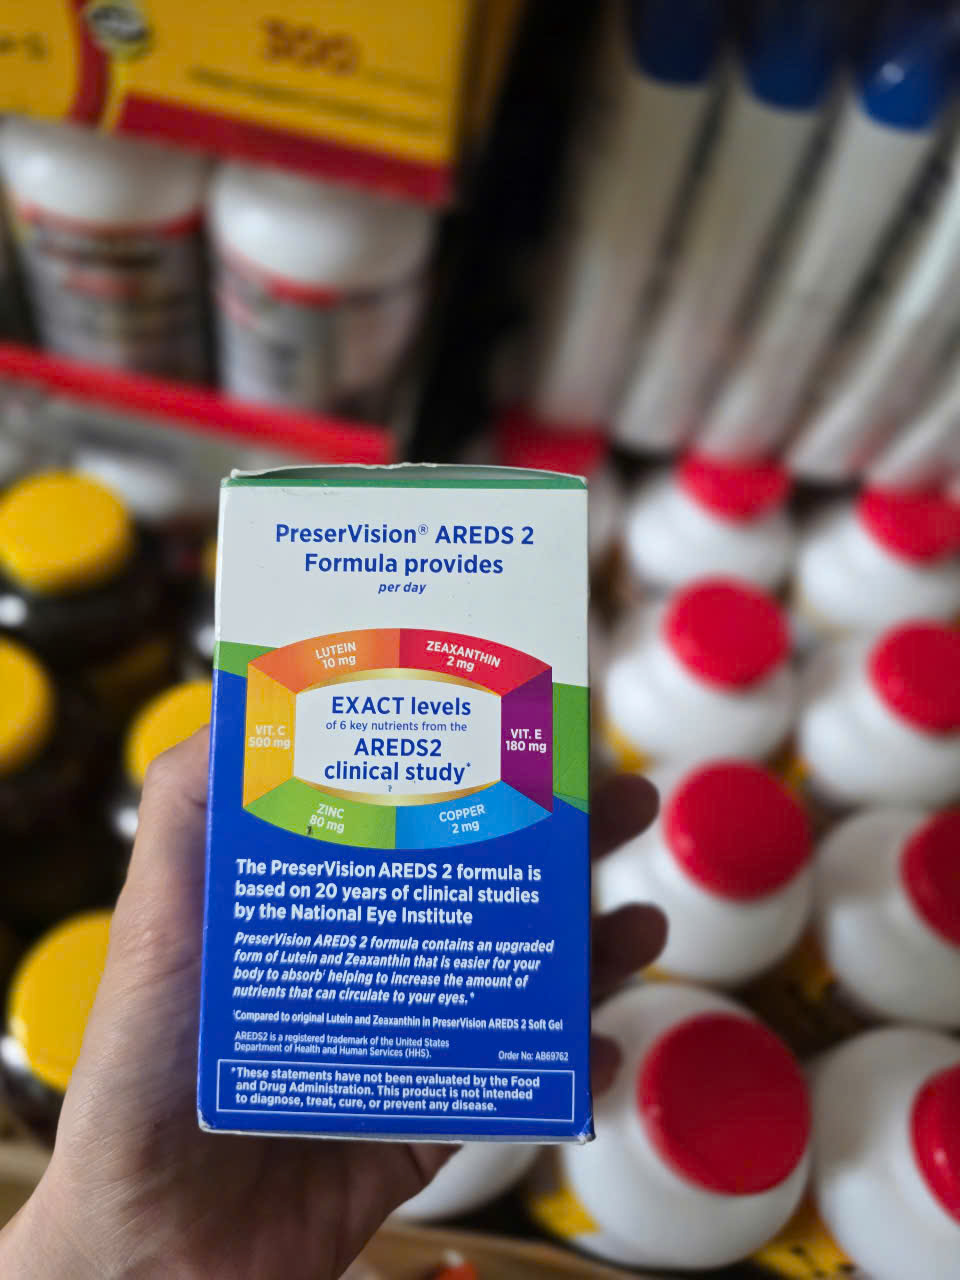 300
PreserVision® AREDS 2
Formula provides
per day
LUTEIN
10 mg
ZEAXANTHIN
2 mg
VIT. C
500 mg
EXACT levels
of 6 key nutrients from the
AREDS2
clinical study*
?
VIT. E
180 mg
ZINC
80 mg
COPPER
2 mg
The PreserVision AREDS 2 formula is
based on 20 years of clinical studies
by the National Eye Institute
PreserVision AREDS 2 formula contains an upgraded
form of Lutein and Zeaxanthin that is easier for your
body to absorb† helping to increase the amount of
nutrients that can circulate to your eyes.*
†Compared to original Lutein and Zeaxanthin in PreserVision AREDS 2 Soft Gel
AREDS2 is a registered trademark of the United States
Department of Health and Human Services (HHS).
Order No: AB69762
*These statements have not been evaluated by the Food
and Drug Administration. This product is not intended
to diagnose, treat, cure, or prevent any disease.